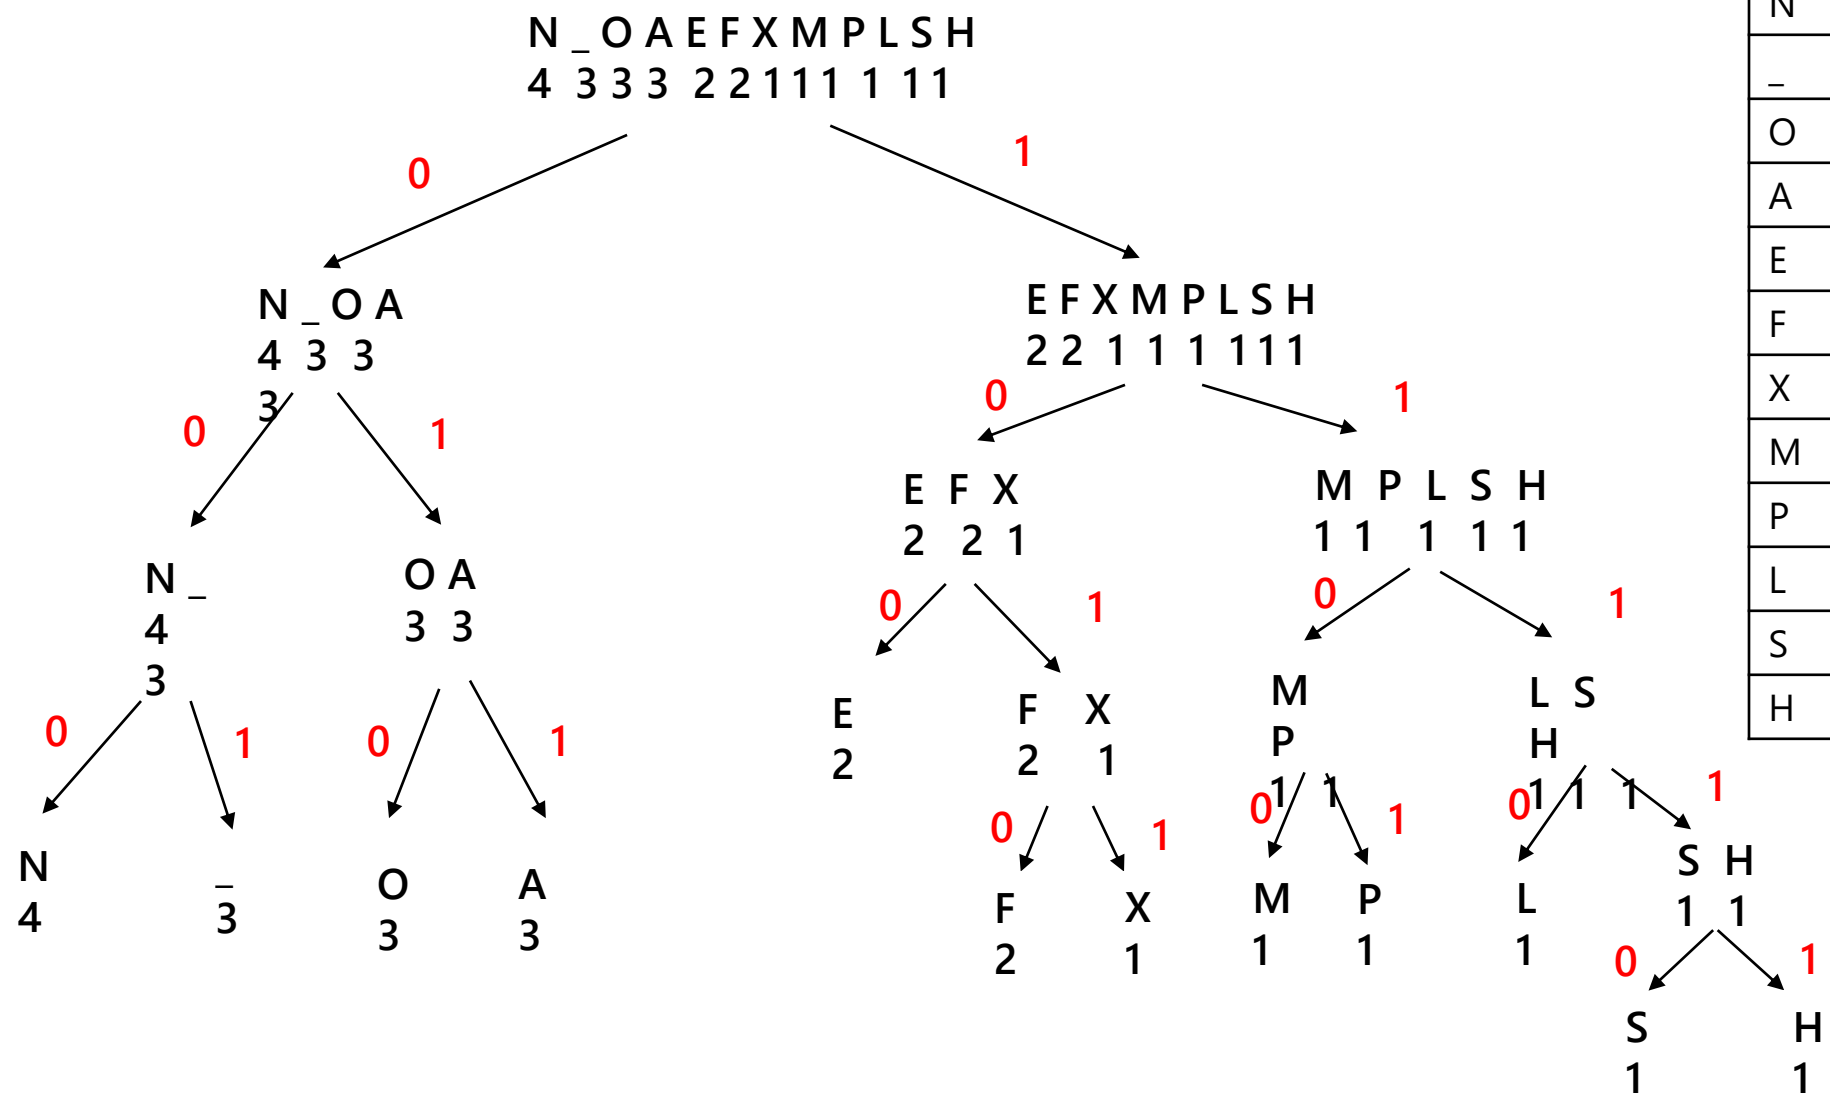 N _ O A E F X M P L S H
4 3 3 3 2 2 1 1 1 1 1 1
0
1
N _ O A
4 3 3
3
E F X M P L S H
2 2 1 1 1 1 1 1
0
1
0
1
N _
4
3
O A
3 3
E F X
2 2 1
M P L S H
1 1 1 1 1
0
1
0
1
0
1
0
1
N
4
_
3
O
3
A
3
E
2
F X
2 1
M
P
1 1
L S
H
1 1 1
0
1
0
1
0
1
F
2
X
1
M
1
P
1
L
1
S H
1 1
0
1
S
1
H
1
N
_
O
A
E
F
X
M
P
L
S
H